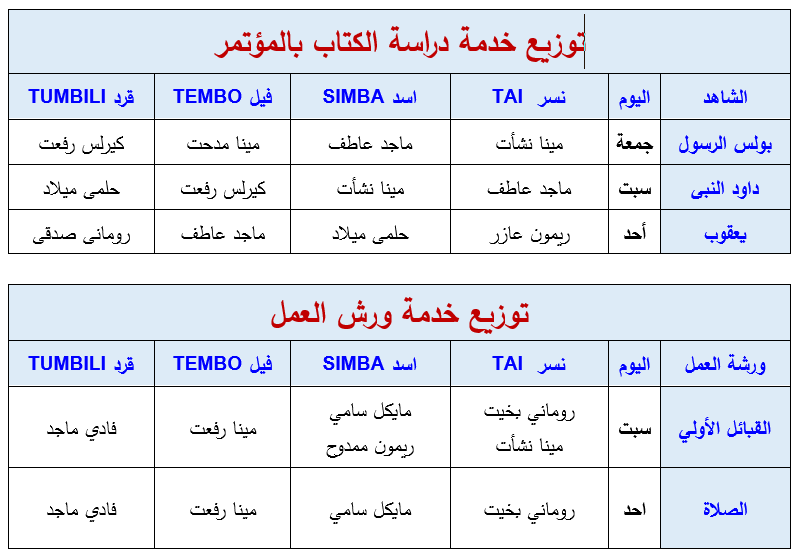 توزيع خدمة دراسة الكتاب بالمؤتمر
الشاهد اليوم نسر TAI اسد SIMBA فيل TEMBO قرد TUMBILI
بولس الرسول جمعة مينا نشأت ماجد عاطف مينا مدحت كيرلس رفعت
داود النبى سبت ماجد عاطف مينا نشأت كيرلس رفعت حلمى ميلاد
يعقوب أحد ريمون عازر حلمى ميلاد ماجد عاطف رومانى صدقى
توزيع خدمة ورش العمل
ورشة العمل اليوم نسر TAI اسد SIMBA فيل TEMBO قرد TUMBILI
القبائل الأولي سبت روماني بخيت مينا نشأت مايكل سامي ريمون ممدوح مينا رفعت فادي ماجد
الصلاة احد روماني بخيت مايكل سامي مينا رفعت فادي ماجد